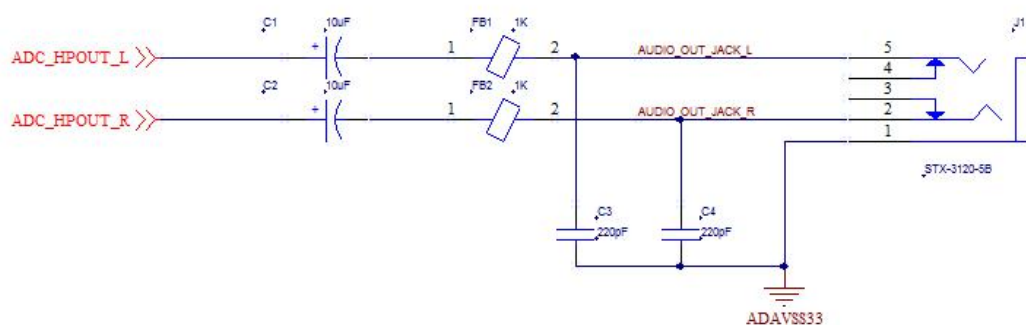 C1 10uF FB1 1K J1
ADC_HPOUT_L 1 2 AUDIO_OUT_JACK_L 5
4
C2 10uF FB2 1K 3
ADC_HPOUT_R 1 2 AUDIO_OUT_JACK_R 2
1
STX-3120-5B
C3 C4
220pF 220pF
ADAV8833